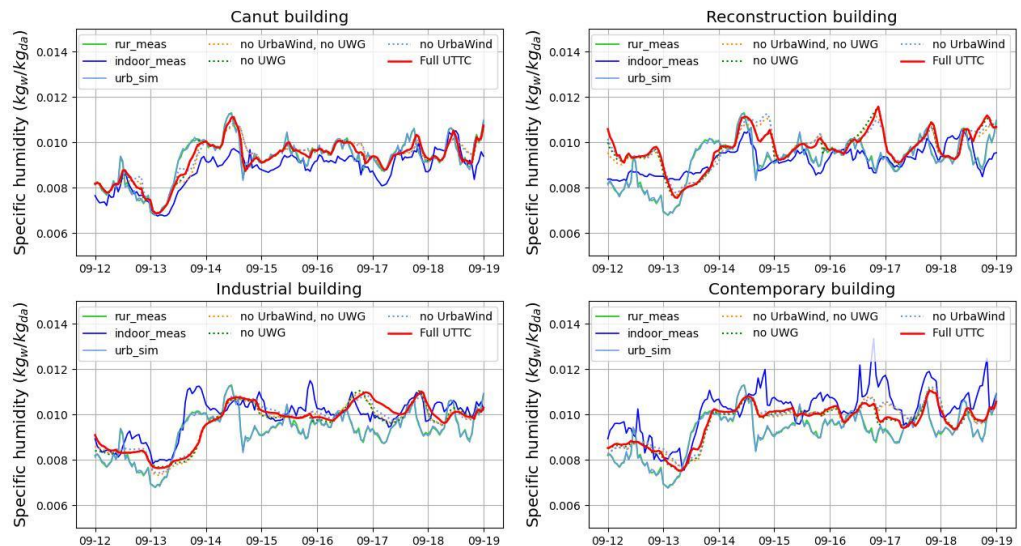 Canut building
Specific humidity (kg_w/kg_da)
rur_meas
indoor_meas
urb_sim
no UrbaWind, no UWG
no UWG
no UrbaWind
Full UTTC
0.014
0.012
0.010
0.008
0.006
09-12 09-13 09-14 09-15 09-16 09-17 09-18 09-19
Reconstruction building
Specific humidity (kg_w/kg_da)
rur_meas
indoor_meas
urb_sim
no UrbaWind, no UWG
no UWG
no UrbaWind
Full UTTC
0.014
0.012
0.010
0.008
0.006
09-12 09-13 09-14 09-15 09-16 09-17 09-18 09-19
Industrial building
Specific humidity (kg_w/kg_da)
rur_meas
indoor_meas
urb_sim
no UrbaWind, no UWG
no UWG
no UrbaWind
Full UTTC
0.014
0.012
0.010
0.008
0.006
09-12 09-13 09-14 09-15 09-16 09-17 09-18 09-19
Contemporary building
Specific humidity (kg_w/kg_da)
rur_meas
indoor_meas
urb_sim
no UrbaWind, no UWG
no UWG
no UrbaWind
Full UTTC
0.014
0.012
0.010
0.008
0.006
09-12 09-13 09-14 09-15 09-16 09-17 09-18 09-19